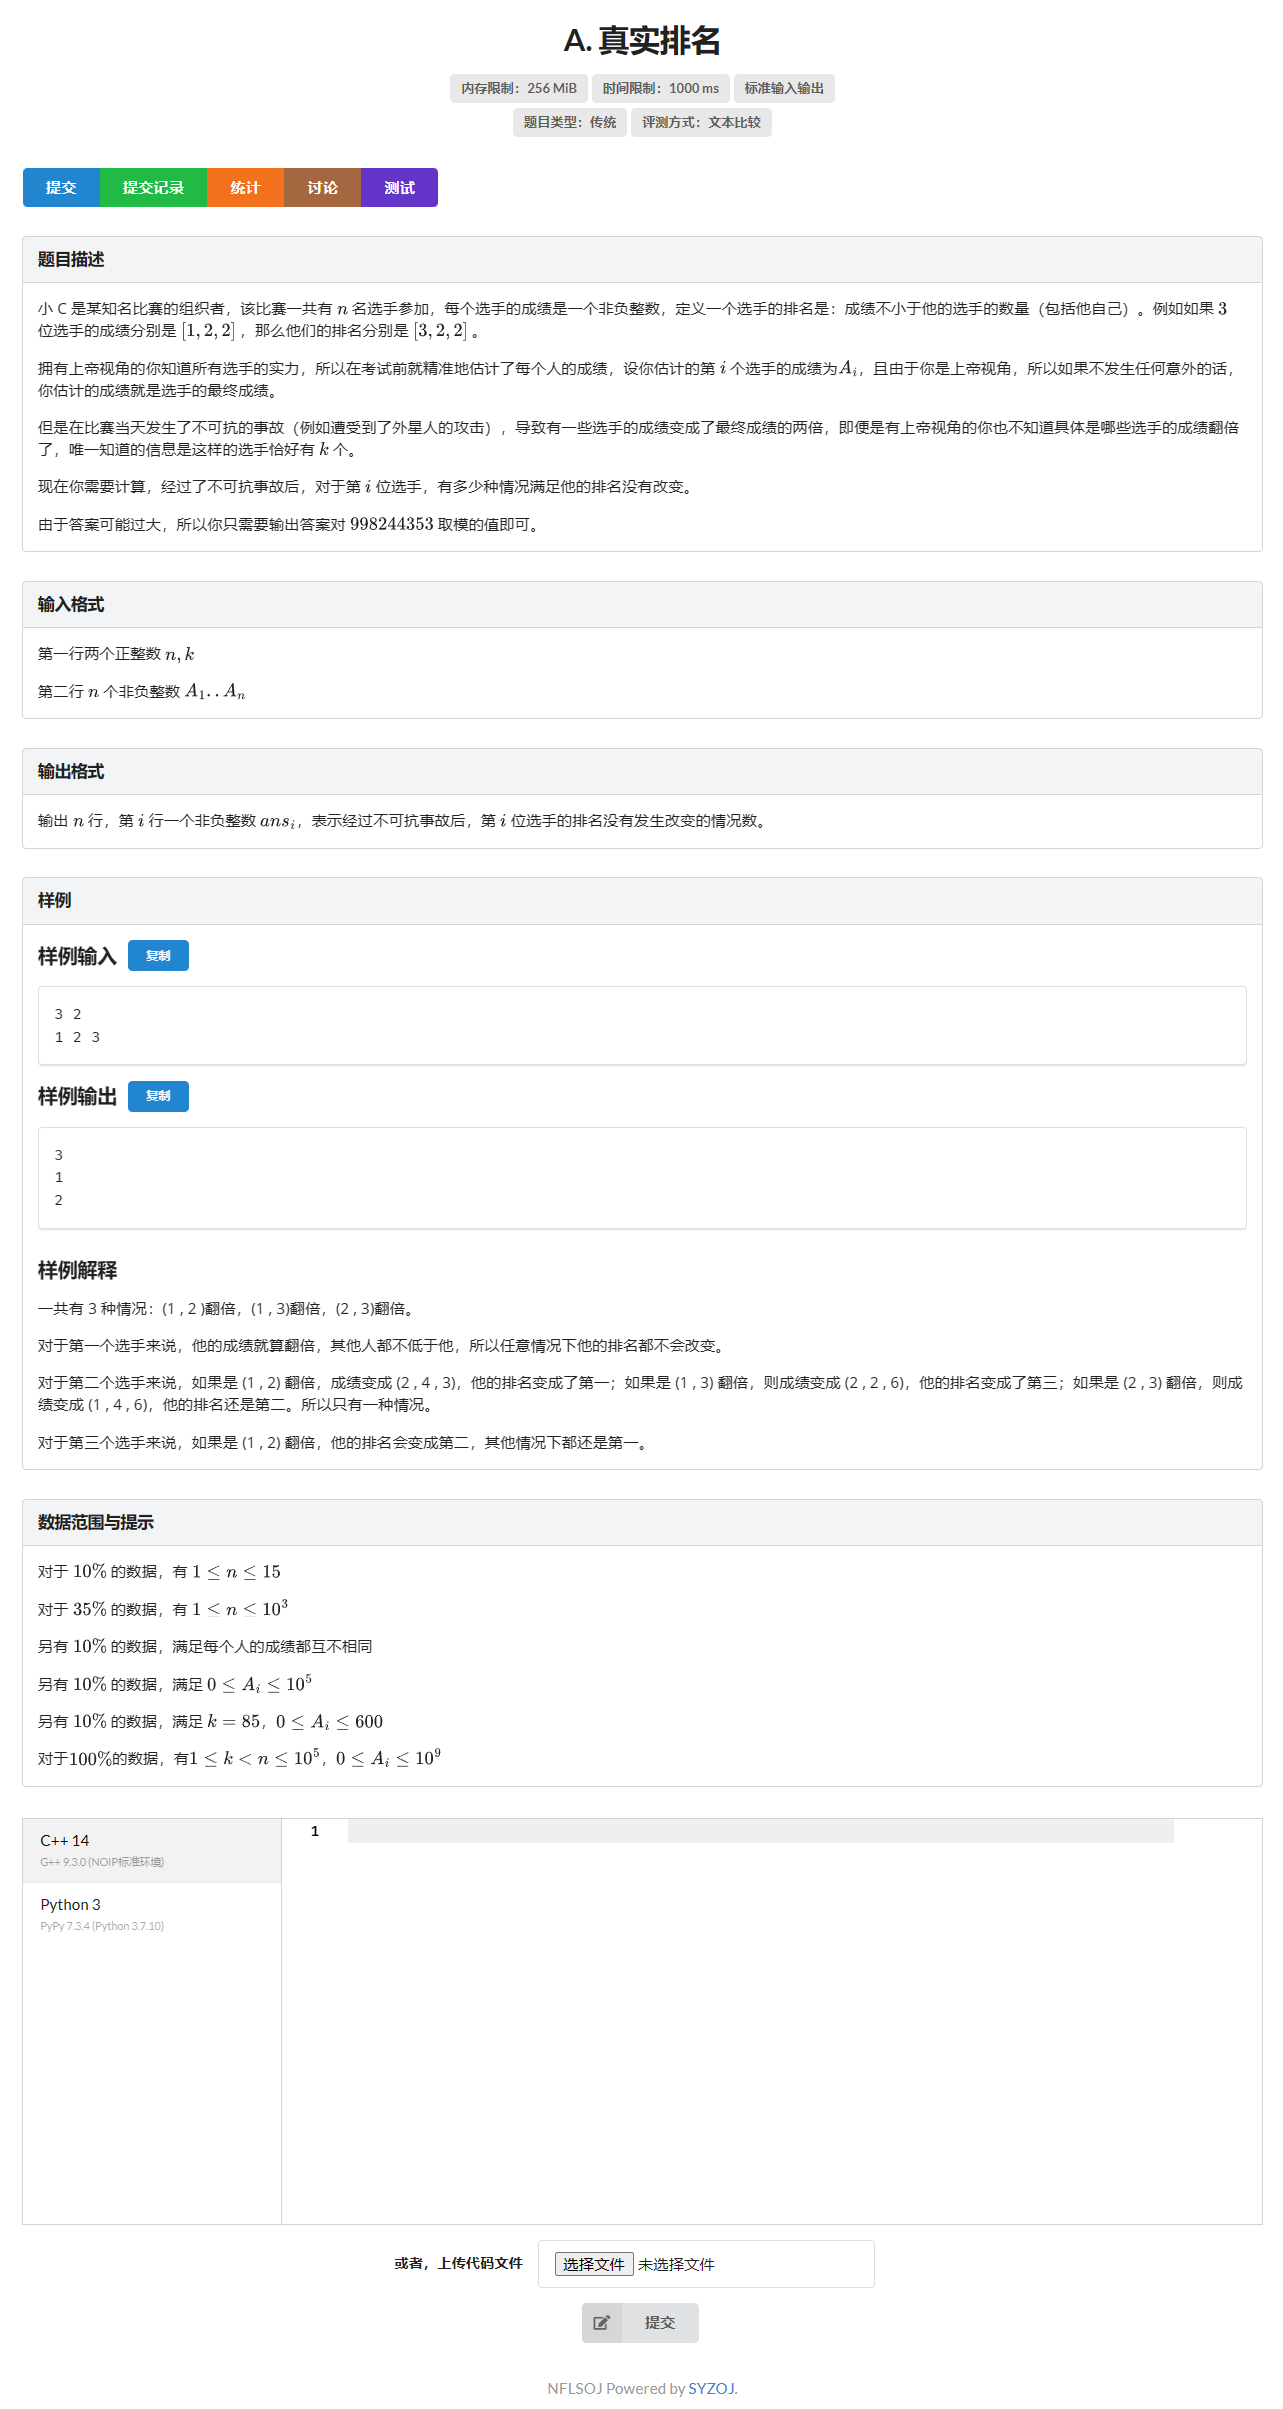 A. 真实排名
内存限制：256 MiB 时间限制：1000 ms 标准输入输出
题目类型：传统 评测方式：文本比较
提交 提交记录 统计 讨论 测试
题目描述
小 C 是某知名比赛的组织者，该比赛一共有 n 名选手参加，每个选手的成绩是一个非负整数，定义一个选手的排名是：成绩不小于他的选手的数量（包括他自己）。例如如果 3
位选手的成绩分别是 [1, 2, 2] ，那么他们的排名分别是 [3, 2, 2] 。
拥有上帝视角的你知道所有选手的实力，所以在考试前就精准地估计了每个人的成绩，设你估计的第 i 个选手的成绩为A_i，且由于你是上帝视角，所以如果不发生任何意外的话，
你估计的成绩就是选手的最终成绩。
但是在比赛当天发生了不可抗的事故（例如遭受到了外星人的攻击），导致有一些选手的成绩变成了最终成绩的两倍，即便是有上帝视角的你也不知道具体是哪些选手的成绩翻倍
了，唯一知道的信息是这样的选手恰好有 k 个。
现在你需要计算，经过了不可抗事故后，对于第 i 位选手，有多少种情况满足他的排名没有改变。
由于答案可能过大，所以你只需要输出答案对 998244353 取模的值即可。
输入格式
第一行两个正整数 n, k
第二行 n 个非负整数 A_1..A_n
输出格式
输出 n 行，第 i 行一个非负整数 ans_i，表示经过不可抗事故后，第 i 位选手的排名没有发生改变的情况数。
样例
样例输入 复制
3 2
1 2 3
样例输出 复制
3
1
2
样例解释
一共有 3 种情况：(1 , 2 )翻倍，(1 , 3)翻倍，(2 , 3)翻倍。
对于第一个选手来说，他的成绩就算翻倍，其他人都不低于他，所以任意情况下他的排名都不会改变。
对于第二个选手来说，如果是 (1 , 2) 翻倍，成绩变成 (2 , 4 , 3)，他的排名变成了第一；如果是 (1 , 3) 翻倍，则成绩变成 (2 , 2 , 6)，他的排名变成了第三；如果是 (2 , 3) 翻倍，则成
绩变成 (1 , 4 , 6)，他的排名还是第二。所以只有一种情况。
对于第三个选手来说，如果是 (1 , 2) 翻倍，他的排名会变成第二，其他情况下都还是第一。
数据范围与提示
对于 10% 的数据，有 1 ≤ n ≤ 15
对于 35% 的数据，有 1 ≤ n ≤ 10^3
另有 10% 的数据，满足每个人的成绩都互不相同
另有 10% 的数据，满足 0 ≤ A_i ≤ 10^5
另有 10% 的数据，满足 k = 85，0 ≤ A_i ≤ 600
对于100%的数据，有1 ≤ k < n ≤ 10^5，0 ≤ A_i ≤ 10^9
C++ 14
G++ 9.3.0 (NOIP标准环境)
1
Python 3
PyPy 7.3.4 (Python 3.7.10)
或者，上传代码文件 选择文件 未选择文件
提交
NFLSOJ Powered by SYZOJ.